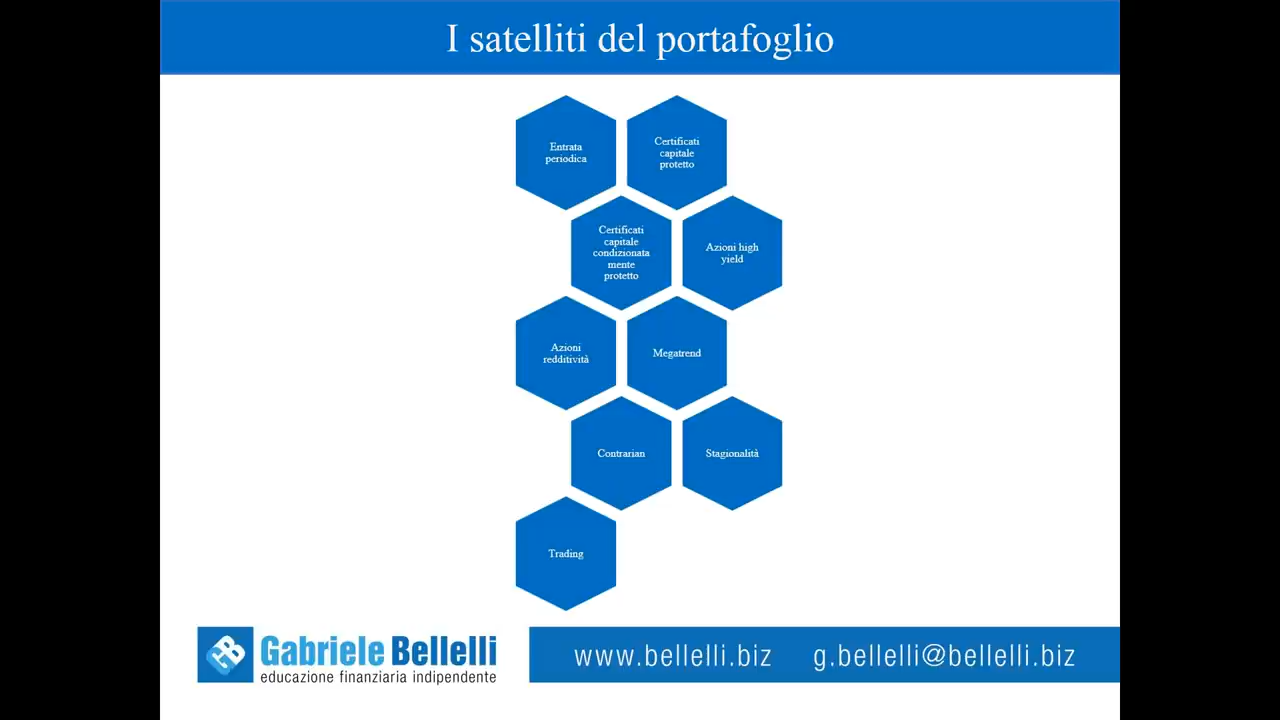 I satelliti del portafoglio
Entrata
periodica
Certificati
capitale
protetto
Certificati
capitale
condizionata
mente
protetto
Azioni high
yield
Azioni
redditività
Megatrend
Contrarian
Stagionalità
Trading
GB
Gabriele Bellelli
educazione finanziaria indipendente
www.bellelli.biz g.bellelli@bellelli.biz